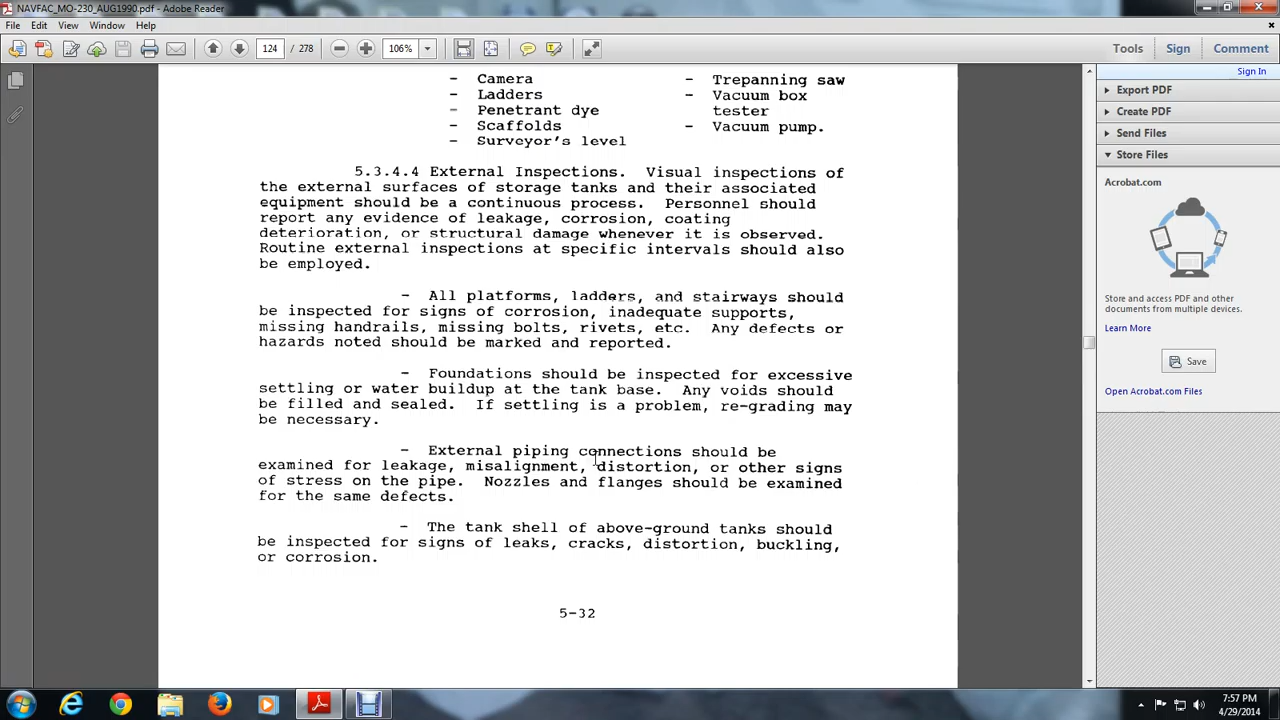 NAVFAC_MO-230_AUG1990.pdf - Adobe Reader
File Edit View Window Help
124 / 278 106% Tools Sign Comment
Sign In
Export PDF
Create PDF
Send Files
Store Files
Acrobat.com
Store and access PDF and other
documents from multiple devices.
Learn More
Save
Open Acrobat.com Files
- Camera - Trepanning saw
- Ladders - Vacuum box
- Penetrant dye tester
- Scaffolds - Vacuum pump.
- Surveyor's level
5.3.4.4 External Inspections. Visual inspections of
the external surfaces of storage tanks and their associated
equipment should be a continuous process. Personnel should
report any evidence of leakage, corrosion, coating
deterioration, or structural damage whenever it is observed.
Routine external inspections at specific intervals should also
be employed.
- All platforms, ladders, and stairways should
be inspected for signs of corrosion, inadequate supports,
missing handrails, missing bolts, rivets, etc. Any defects or
hazards noted should be marked and reported.
- Foundations should be inspected for excessive
settling or water buildup at the tank base. Any voids should
be filled and sealed. If settling is a problem, re-grading may
be necessary.
- External piping connections should be
examined for leakage, misalignment, distortion, or other signs
of stress on the pipe. Nozzles and flanges should be examined
for the same defects.
- The tank shell of above-ground tanks should
be inspected for signs of leaks, cracks, distortion, buckling,
or corrosion.
5-32
7:57 PM
4/29/2014